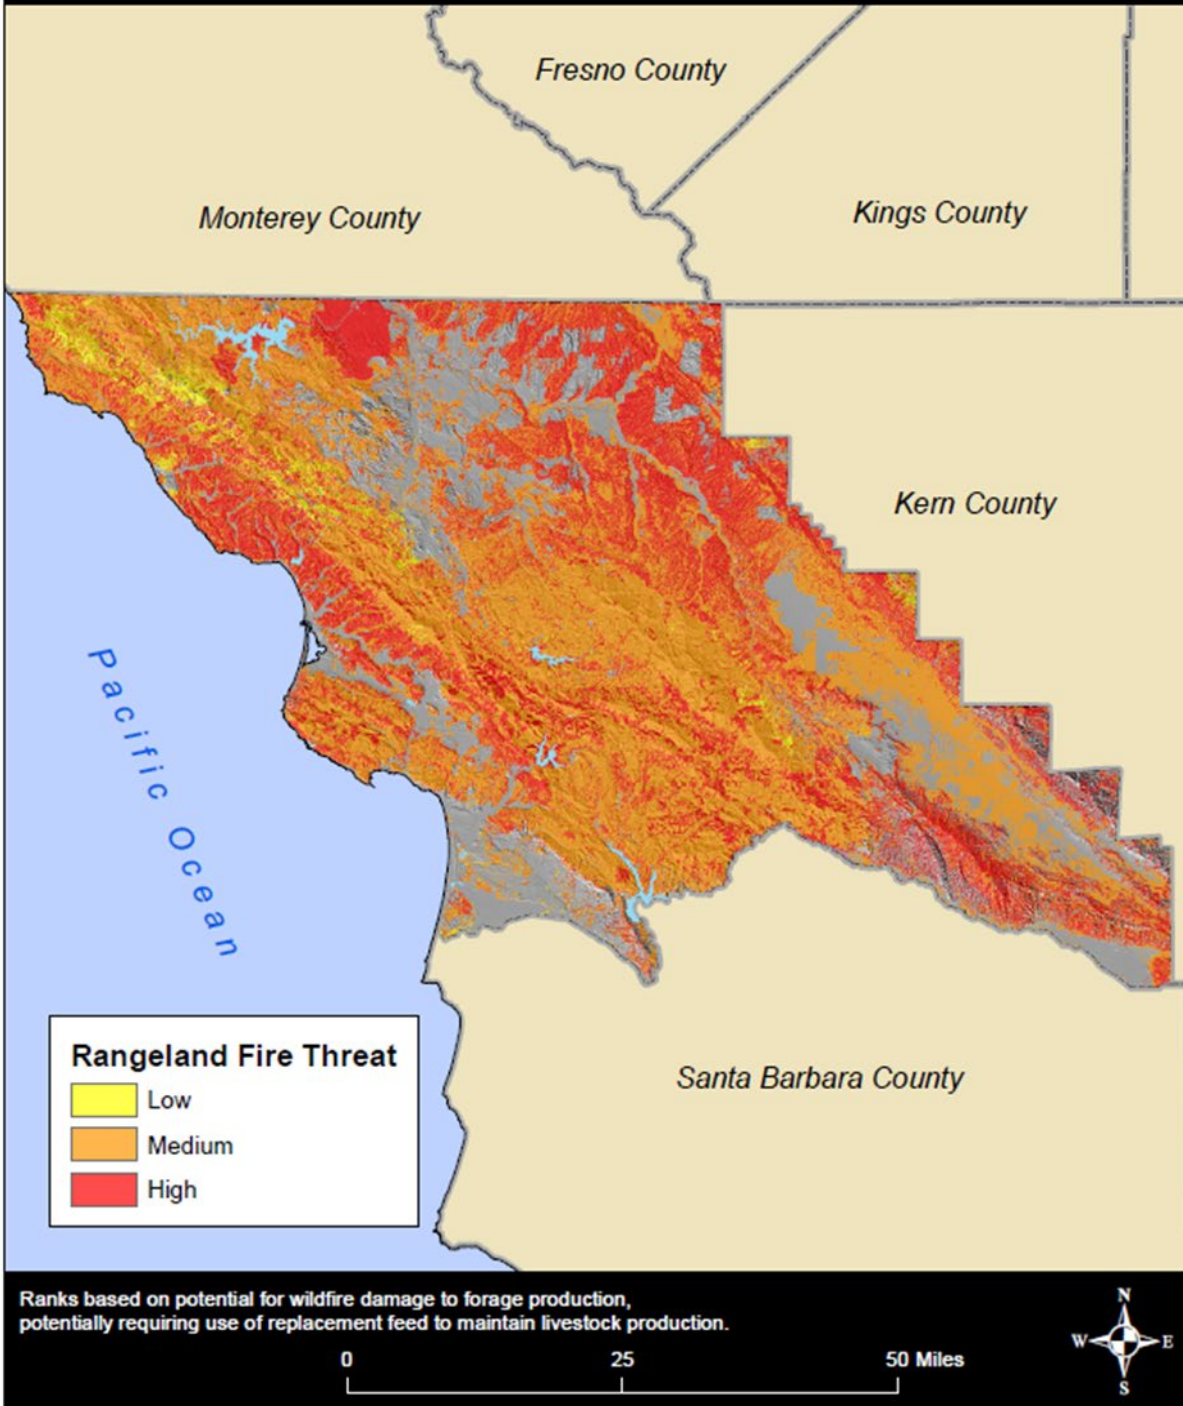 Fresno County
Monterey County
Kings County
Kern County
Pacific Ocean
Santa Barbara County
Rangeland Fire Threat
Low
Medium
High
Ranks based on potential for wildfire damage to forage production,
potentially requiring use of replacement feed to maintain livestock production.
N
W E
S
0 25 50 Miles